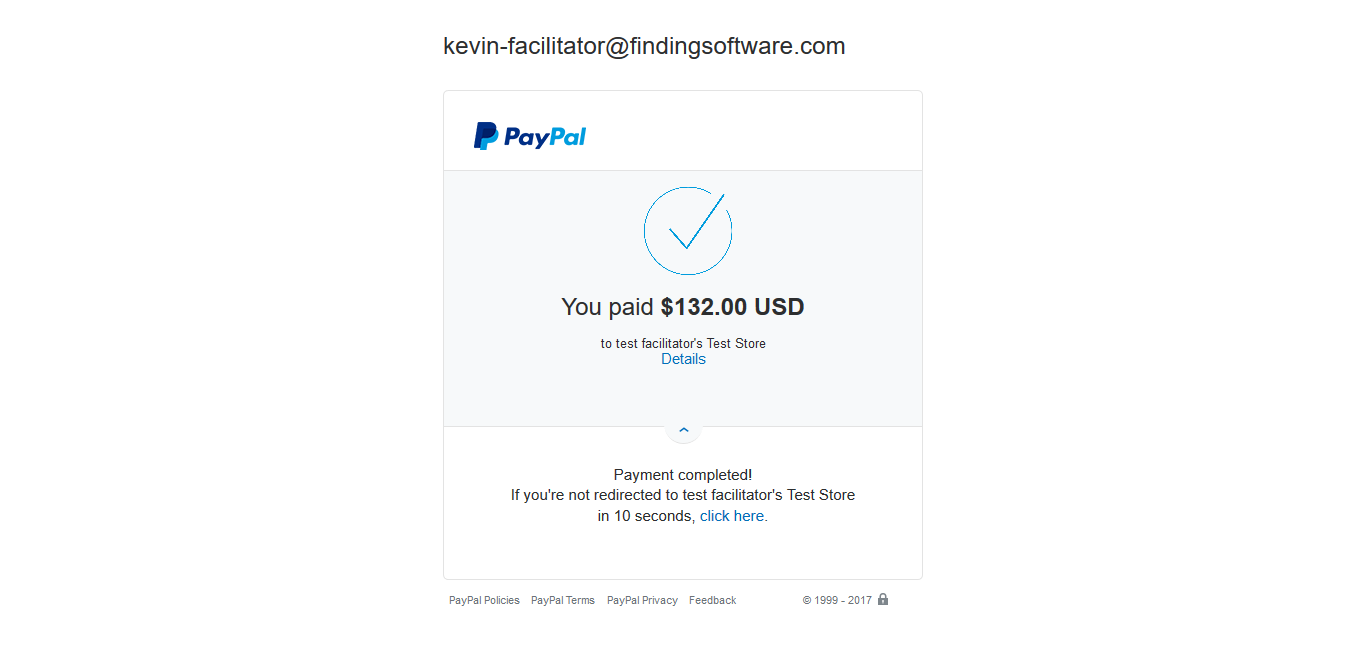 kevin-facilitator@findingsoftware.com
PayPal
You paid $132.00 USD
to test facilitator's Test Store
Details
Payment completed!
If you're not redirected to test facilitator's Test Store
in 10 seconds, click here.
PayPal Policies PayPal Terms PayPal Privacy Feedback © 1999 - 2017